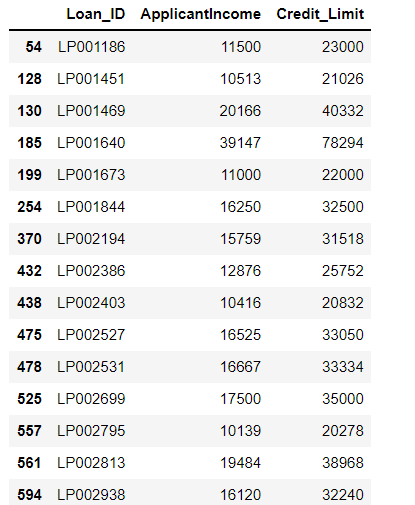 Loan_ID ApplicantIncome Credit_Limit
54 LP001186 11500 23000
128 LP001451 10513 21026
130 LP001469 20166 40332
185 LP001640 39147 78294
199 LP001673 11000 22000
254 LP001844 16250 32500
370 LP002194 15759 31518
432 LP002386 12876 25752
438 LP002403 10416 20832
475 LP002527 16525 33050
478 LP002531 16667 33334
525 LP002699 17500 35000
557 LP002795 10139 20278
561 LP002813 19484 38968
594 LP002938 16120 32240